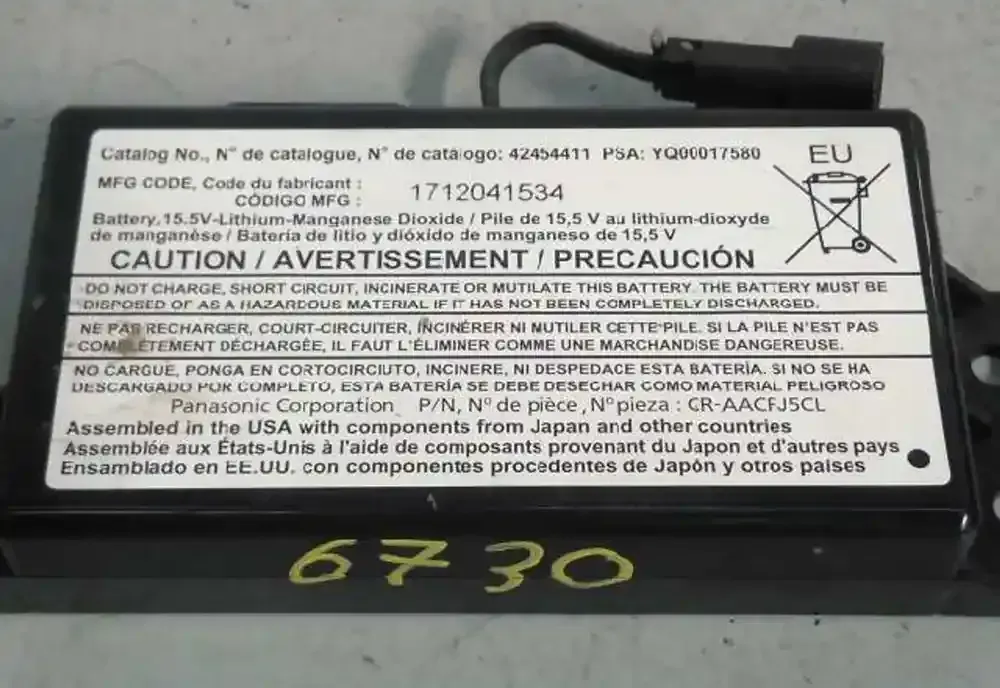 Catalog No., N° de catalogue, N° de catálogo: 42454411 PSA: YQ00017580
EU
MFG CODE, Code du fabricant :
CÓDIGO MFG :
1712041534
Battery,15.5V-Lithium-Manganese Dioxide / Pile de 15,5 V au lithium-dioxyde
de manganèse / Batería de litio y dióxido de manganeso de 15,5 V
CAUTION / AVERTISSEMENT / PRECAUCIÓN
DO NOT CHARGE, SHORT CIRCUIT, INCINERATE OR MUTILATE THIS BATTERY. THE BATTERY MUST BE
DISPOSED OF AS A HAZARDOUS MATERIAL IF IT HAS NOT BEEN COMPLETELY DISCHARGED.
NE PAS RECHARGER, COURT-CIRCUITER, INCINÉRER NI MUTILER CETTE PILE. SI LA PILE N'EST PAS
COMPLÈTEMENT DÉCHARGÉE, IL FAUT L'ÉLIMINER COMME UNE MARCHANDISE DANGEREUSE.
NO CARGUE, PONGA EN CORTOCIRCIUTO, INCINERE, NI DESPEDACE ESTA BATERÍA. SI NO SE HA
DESCARGADO POR COMPLETO, ESTA BATERÍA SE DEBE DESECHAR COMO MATERIAL PELIGROSO
Panasonic Corporation P/N, N° de pièce, N° pieza : CR-AACFJ5CL
Assembled in the USA with components from Japan and other countries
Assemblée aux États-Unis à l'aide de composants provenant du Japon et d'autres pays
Ensamblado en EE.UU. con componentes procedentes de Japón y otros países
6730